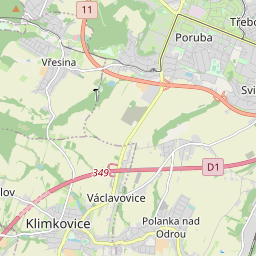 11
Třebo
Poruba
Vřesina
Svi
D1
349
lov
Václavovice
Klimkovice
Polanka nad
Odrou